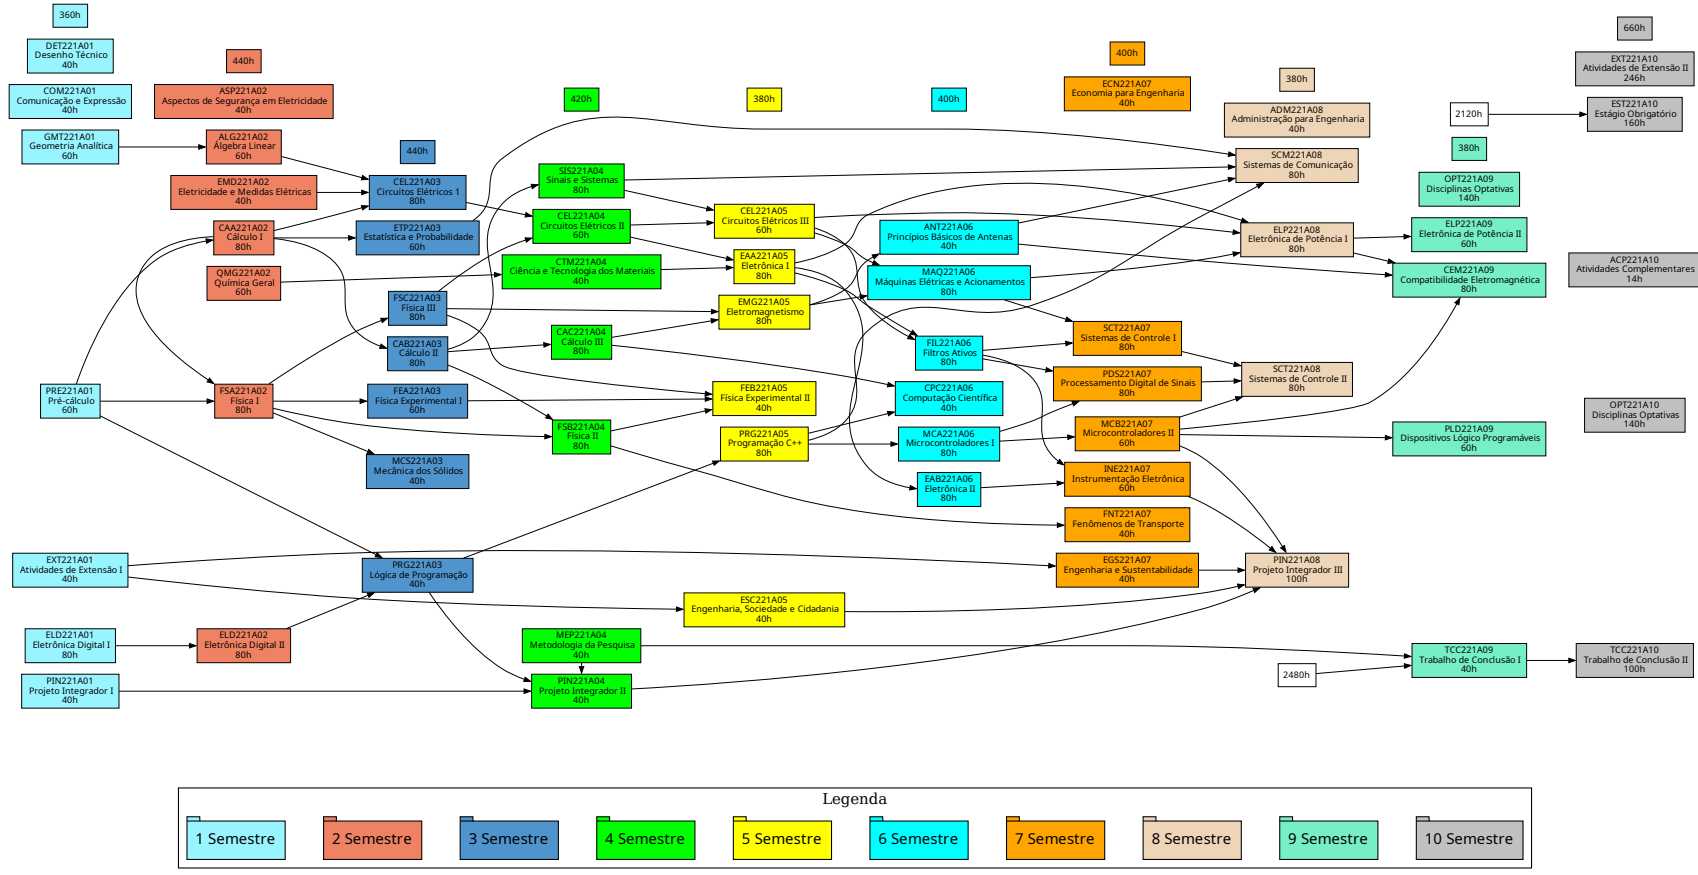 360h
DET221A01
Desenho Técnico
40h
COM221A01
Comunicação e Expressão
40h
GMT221A01
Geometria Analítica
60h
PRE221A01
Pré-cálculo
60h
EXT221A01
Atividades de Extensão I
40h
ELD221A01
Eletrônica Digital I
80h
PIN221A01
Projeto Integrador I
40h
440h
ASP221A02
Aspectos de Segurança em Eletricidade
40h
ALG221A02
Álgebra Linear
60h
EMD221A02
Eletricidade e Medidas Elétricas
40h
CAA221A02
Cálculo I
80h
QMG221A02
Química Geral
60h
FSA221A02
Física I
80h
ELD221A02
Eletrônica Digital II
80h
440h
CEL221A03
Circuitos Elétricos 1
80h
ETP221A03
Estatística e Probabilidade
60h
FSC221A03
Física III
80h
CAB221A03
Cálculo II
80h
FEA221A03
Física Experimental I
60h
MCS221A03
Mecânica dos Sólidos
40h
PRG221A03
Lógica de Programação
40h
420h
SIS221A04
Sinais e Sistemas
80h
CEL221A04
Circuitos Elétricos II
60h
CTM221A04
Ciência e Tecnologia dos Materiais
40h
CAC221A04
Cálculo III
80h
FSB221A04
Física II
80h
MEP221A04
Metodologia da Pesquisa
40h
PIN221A04
Projeto Integrador II
40h
380h
CEL221A05
Circuitos Elétricos III
60h
EAA221A05
Eletrônica I
80h
EMG221A05
Eletromagnetismo
80h
FEB221A05
Física Experimental II
40h
PRG221A05
Programação C++
80h
ESC221A05
Engenharia, Sociedade e Cidadania
40h
400h
ANT221A06
Princípios Básicos de Antenas
40h
MAQ221A06
Máquinas Elétricas e Acionamentos
80h
FIL221A06
Filtros Ativos
80h
CPC221A06
Computação Científica
40h
MCA221A06
Microcontroladores I
80h
EAB221A06
Eletrônica II
80h
400h
ECN221A07
Economia para Engenharia
40h
SCT221A07
Sistemas de Controle I
80h
PDS221A07
Processamento Digital de Sinais
80h
MCB221A07
Microcontroladores II
60h
INE221A07
Instrumentação Eletrônica
60h
FNT221A07
Fenômenos de Transporte
40h
EGS221A07
Engenharia e Sustentabilidade
40h
380h
ADM221A08
Administração para Engenharia
40h
SCM221A08
Sistemas de Comunicação
80h
ELP221A08
Eletrônica de Potência I
80h
SCT221A08
Sistemas de Controle II
80h
PIN221A08
Projeto Integrador III
100h
2480h
2120h
380h
OPT221A09
Disciplinas Optativas
140h
ELP221A09
Eletrônica de Potência II
60h
CEM221A09
Compatibilidade Eletromagnética
80h
PLD221A09
Dispositivos Lógico Programáveis
60h
TCC221A09
Trabalho de Conclusão I
40h
660h
EXT221A10
Atividades de Extensão II
246h
EST221A10
Estágio Obrigatório
160h
ACP221A10
Atividades Complementares
14h
OPT221A10
Disciplinas Optativas
140h
TCC221A10
Trabalho de Conclusão II
100h
Legenda
1 Semestre
2 Semestre
3 Semestre
4 Semestre
5 Semestre
6 Semestre
7 Semestre
8 Semestre
9 Semestre
10 Semestre